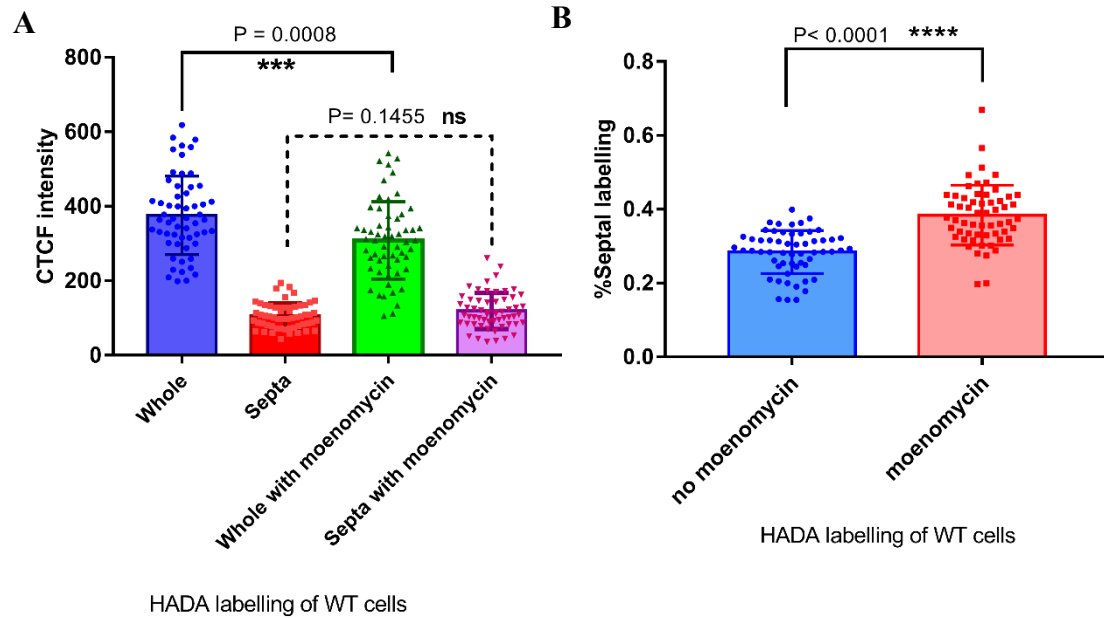 A
P = 0.0008
***
P= 0.1455 ns
CTCF intensity
800
600
400
200
0
Whole
Septa
Whole with moenomycin
Septa with moenomycin
HADA labelling of WT cells
B
P< 0.0001 ****
%Septal labelling
0.8
0.6
0.4
0.2
0.0
no moenomycin
moenomycin
HADA labelling of WT cells